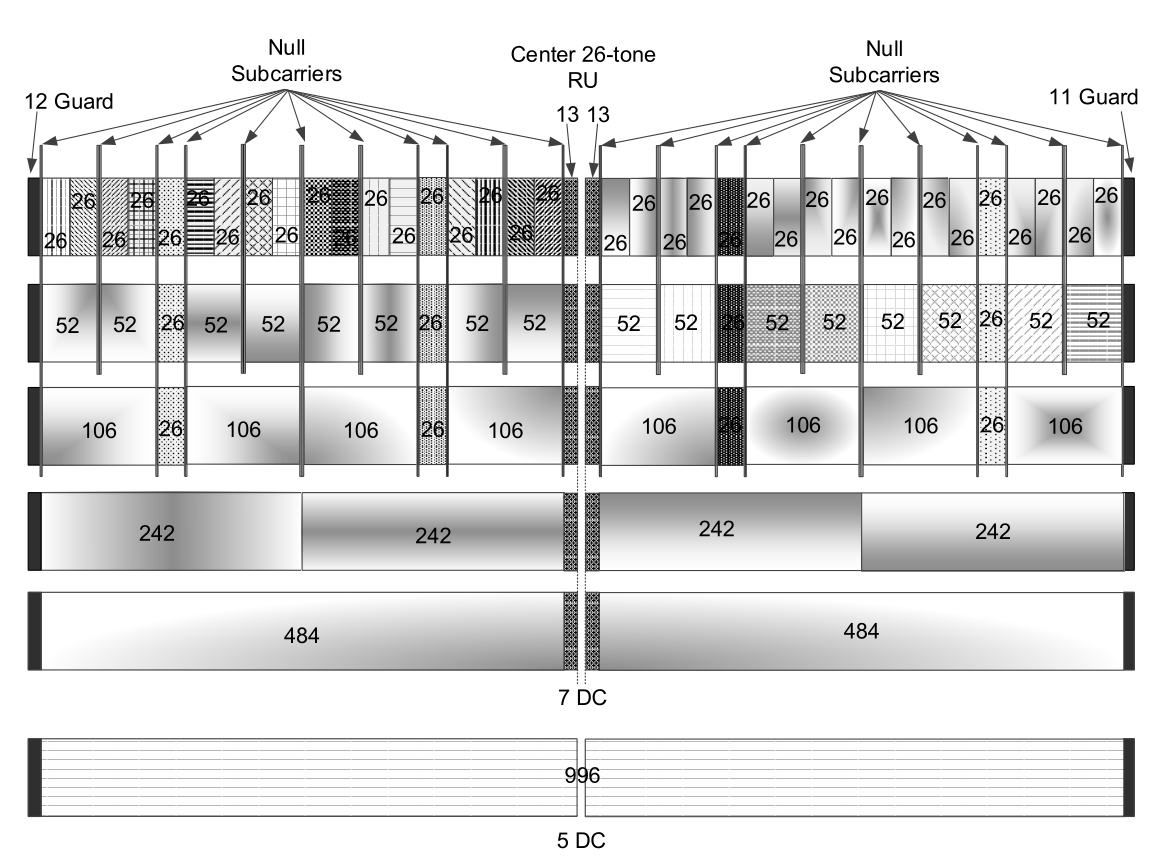 Null
Subcarriers
Center 26-tone
RU
Null
Subcarriers
12 Guard
13 13
11 Guard
26 26 26 26 26 26 26 26 26 26 26 26 26 26 26 26 26 26
26 26 26 26 26 26 26 26 26 26 26 26 26 26 26 26 26 26
52 52 26 52 52 52 52 26 52 52 52 52 26 52 52 52 52 26 52 52
106 26 106 106 26 106 106 26 106 106 26 106
242 242 242 242
484 484
7 DC
996
5 DC